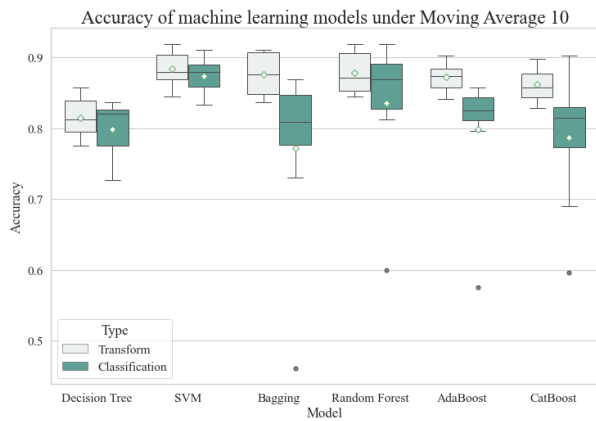 Accuracy of machine learning models under Moving Average 10
0.9
0.8
0.7
0.6
0.5
Accuracy
Type
Transform
Classification
Decision Tree SVM Bagging Random Forest AdaBoost CatBoost
Model